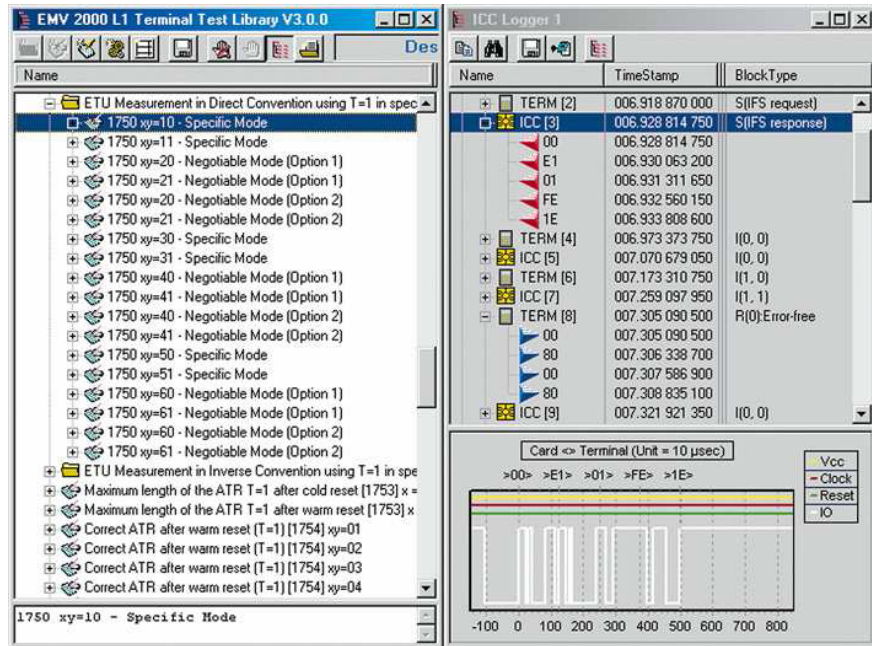 EMV 2000 L1 Terminal Test Library V3.0.0
Des
Name
ETU Measurement in Direct Convention using T=1 in spec
1750 xy=10 - Specific Mode
1750 xy=11 - Specific Mode
1750 xy=20 - Negotiable Mode (Option 1)
1750 xy=21 - Negotiable Mode (Option 1)
1750 xy=20 - Negotiable Mode (Option 2)
1750 xy=21 - Negotiable Mode (Option 2)
1750 xy=30 - Specific Mode
1750 xy=31 - Specific Mode
1750 xy=40 - Negotiable Mode (Option 1)
1750 xy=41 - Negotiable Mode (Option 1)
1750 xy=40 - Negotiable Mode (Option 2)
1750 xy=41 - Negotiable Mode (Option 2)
1750 xy=50 - Specific Mode
1750 xy=51 - Specific Mode
1750 xy=60 - Negotiable Mode (Option 1)
1750 xy=61 - Negotiable Mode (Option 1)
1750 xy=60 - Negotiable Mode (Option 2)
1750 xy=61 - Negotiable Mode (Option 2)
ETU Measurement in Inverse Convention using T=1 in spe
Maximum length of the ATR T=1 after cold reset [1753] x =
Maximum length of the ATR T=1 after warm reset [1753] x
Correct ATR after warm reset (T=1) [1754] xy=01
Correct ATR after warm reset (T=1) [1754] xy=02
Correct ATR after warm reset (T=1) [1754] xy=03
Correct ATR after warm reset (T=1) [1754] xy=04
1750 xy=10 - Specific Mode
ICC Logger 1
Name TimeStamp BlockType
TERM [2] 006.918 870 000 S(IFS request)
ICC [3] 006.928 814 750 S(IFS response)
00 006.928 814 750
E1 006.930 063 200
01 006.931 311 650
FE 006.932 560 150
1E 006.933 808 600
TERM [4] 006.973 373 750 I(0, 0)
ICC [5] 007.070 679 050 I(0, 0)
TERM [6] 007.173 310 750 I(1, 0)
ICC [7] 007.259 097 950 I(1, 1)
TERM [8] 007.305 090 500 R(0):Error-free
00 007.305 090 500
80 007.306 338 700
00 007.307 586 900
80 007.308 835 100
ICC [9] 007.321 921 350 I(0, 0)
Card <> Terminal (Unit = 10 µsec)
>00> >E1> >01> >FE> >1E>
Vcc
Clock
Reset
IO
-100 0 100 200 300 400 500 600 700 800